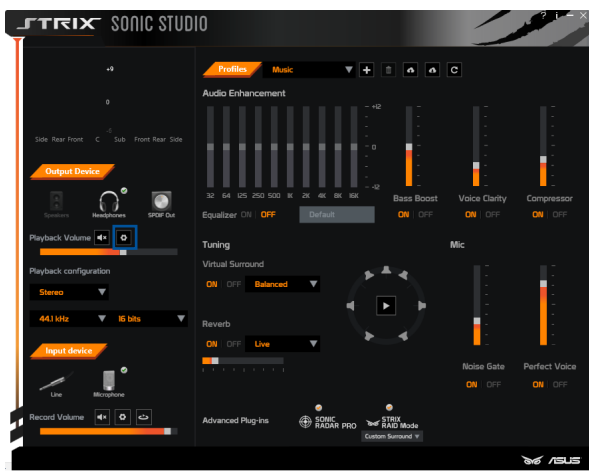 STRIX SONIC STUDIO
? i − ×
+9
0
Side Rear Front C Sub Front Rear Side
Output Device
Speakers Headphones SPDIF Out
Playback Volume
Playback configuration
Stereo
44.1 kHz 16 bits
Input device
Line Microphone
Record Volume
Profiles Music
Audio Enhancement
+12
0
-12
32 64 125 250 500 1K 2K 4K 8K 16K
Equalizer ON OFF Default
Bass Boost Voice Clarity Compressor
ON OFF ON OFF ON OFF
Tuning
Virtual Surround
ON OFF Balanced
Reverb
ON OFF Live
Mic
Noise Gate Perfect Voice
ON OFF ON OFF
Advanced Plug-ins
SONIC RADAR PRO
STRIX RAID Mode
Custom Surround
ASUS